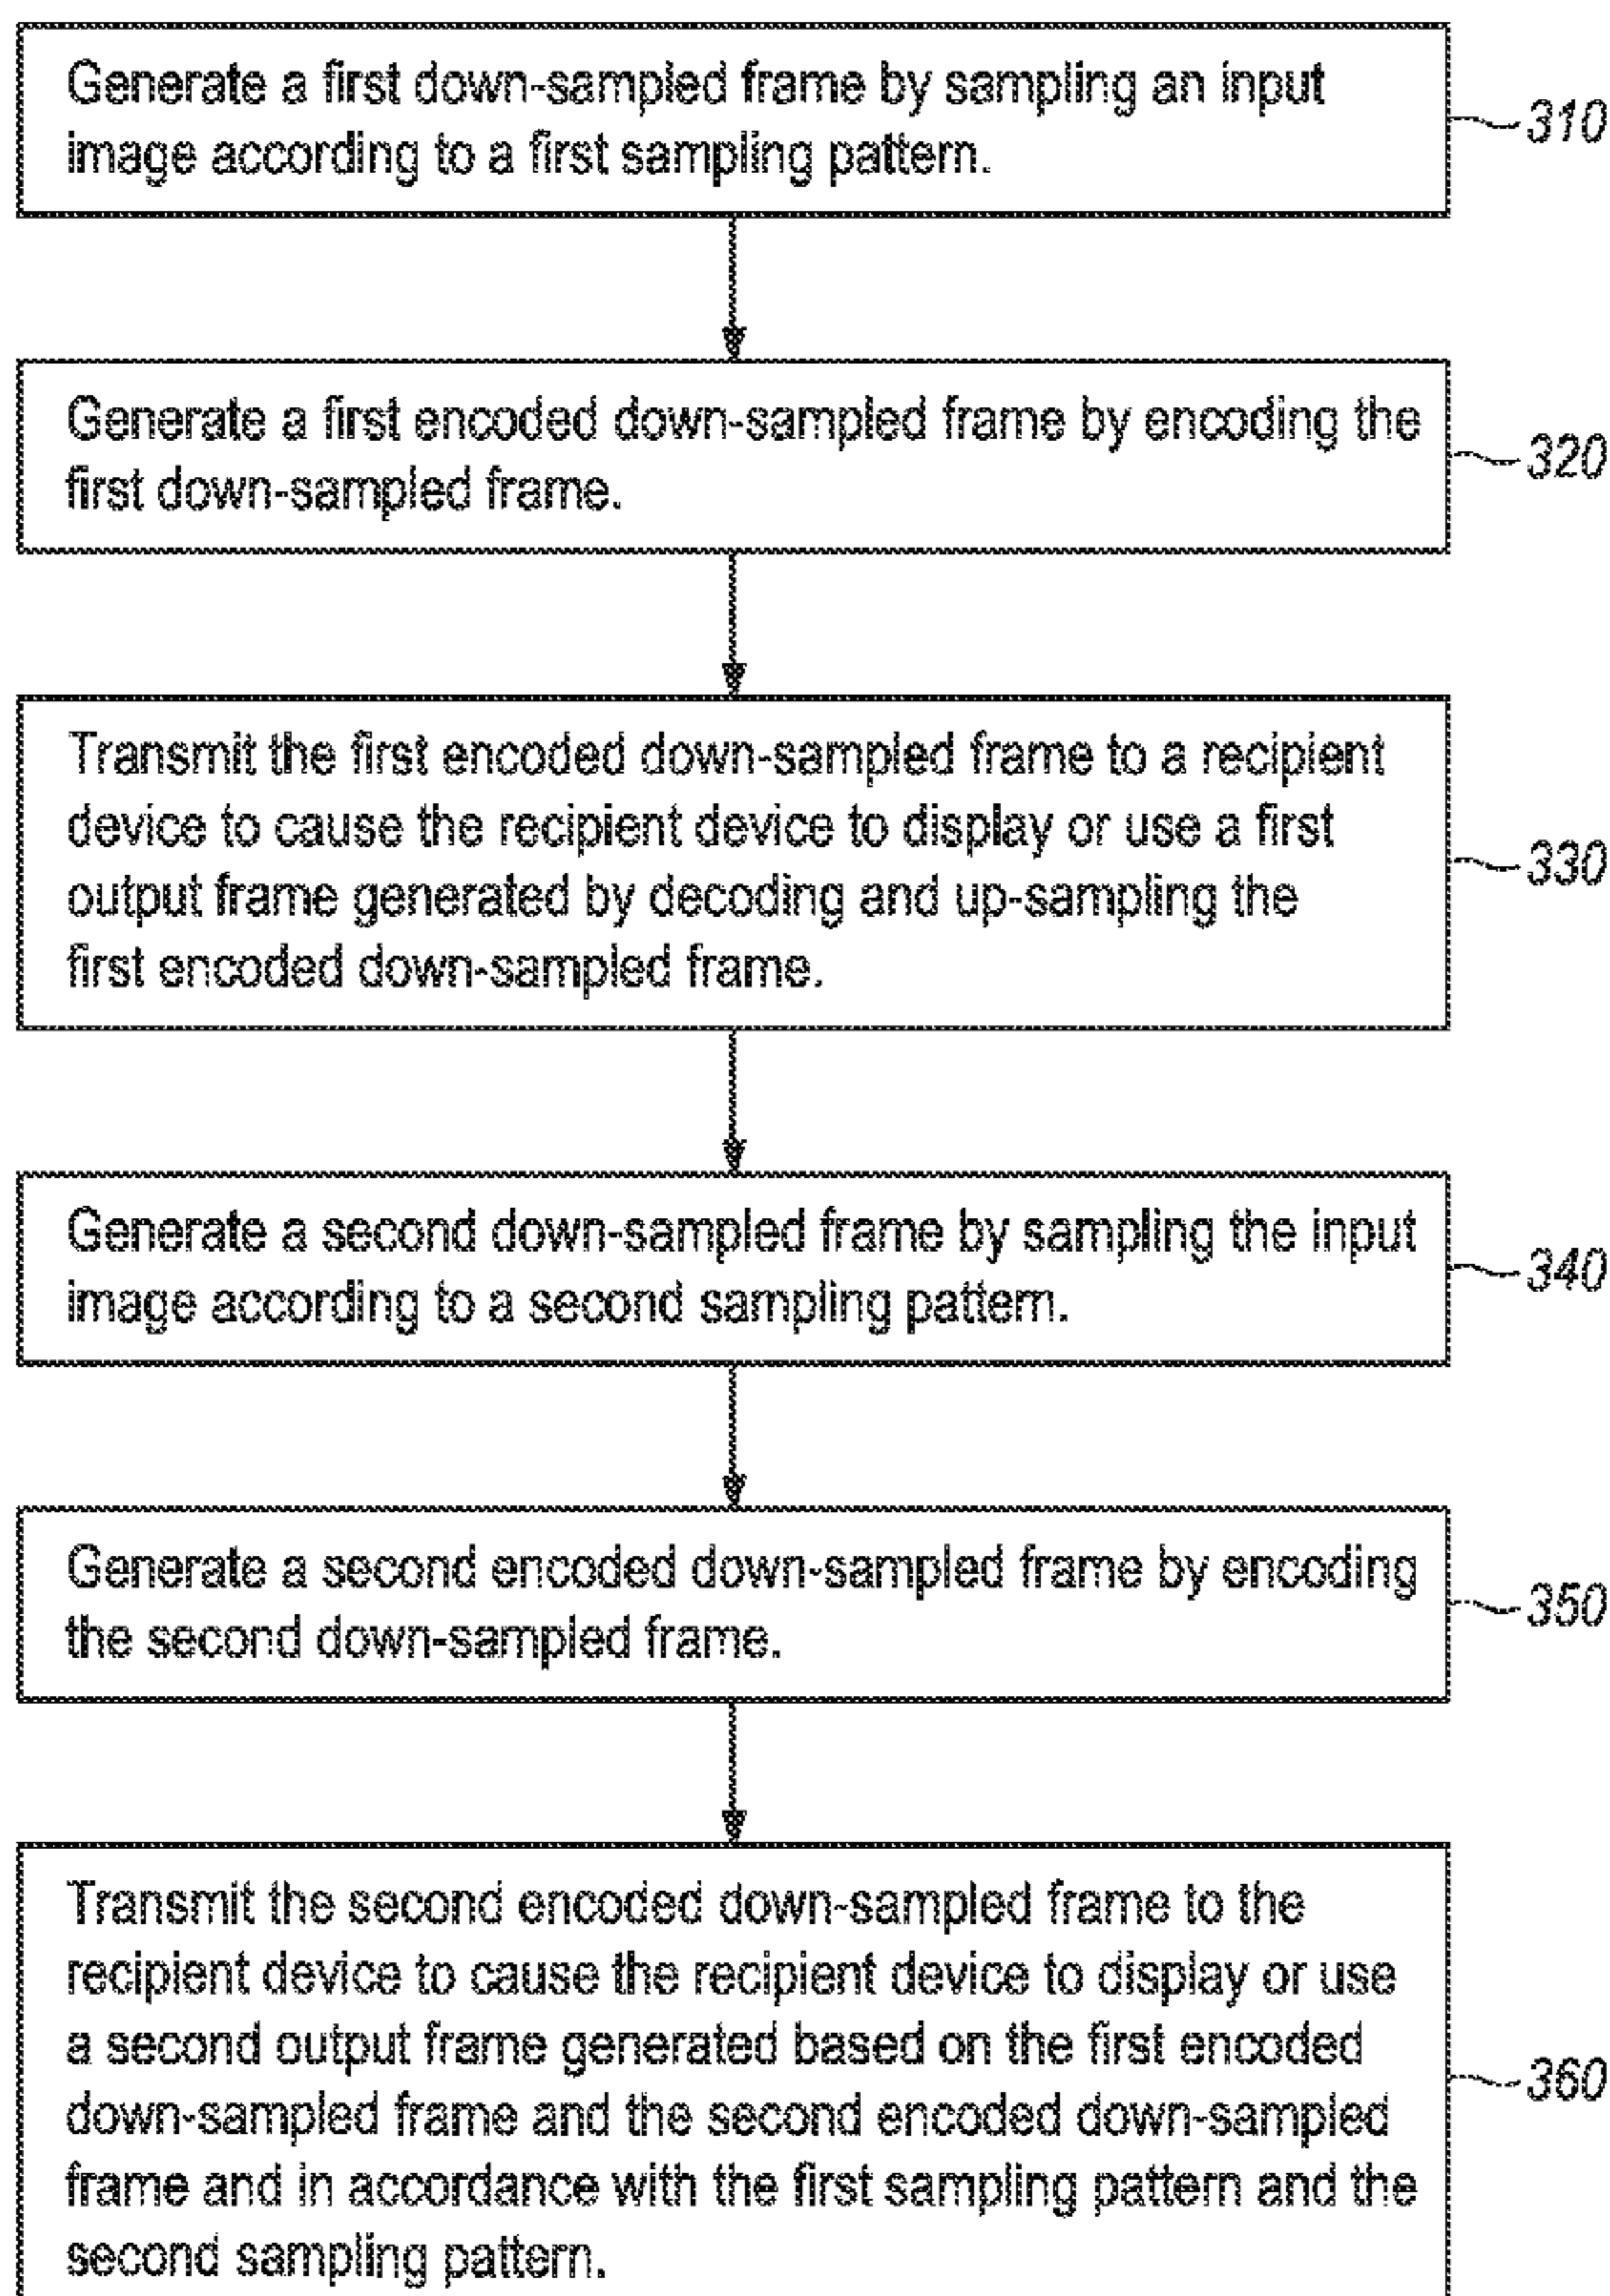 Generate a first down-sampled frame by sampling an input
image according to a first sampling pattern.
310
Generate a first encoded down-sampled frame by encoding the
first down-sampled frame.
320
Transmit the first encoded down-sampled frame to a recipient
device to cause the recipient device to display or use a first
output frame generated by decoding and up-sampling the
first encoded down-sampled frame.
330
Generate a second down-sampled frame by sampling the input
image according to a second sampling pattern.
340
Generate a second encoded down-sampled frame by encoding
the second down-sampled frame.
350
Transmit the second encoded down-sampled frame to the
recipient device to cause the recipient device to display or use
a second output frame generated based on the first encoded
down-sampled frame and the second encoded down-sampled
frame and in accordance with the first sampling pattern and the
second sampling pattern.
360